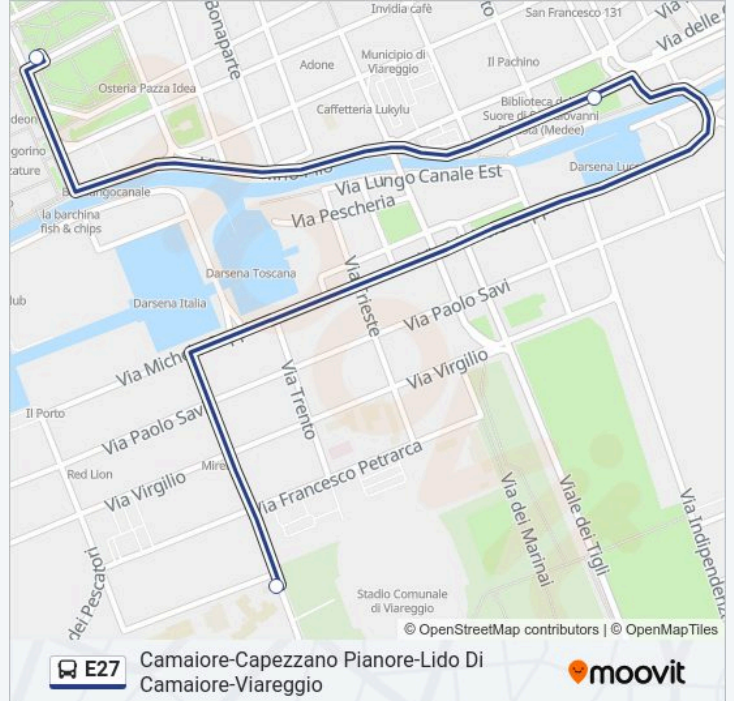 Invidia cafè
San Francesco 131
Via delle
Bonaparte
Municipio di
Viareggio
Il Pachino
Adone
Osteria Pazza Idea
Caffetteria Lukylu
Biblioteca
Suore di
(Medee)
Via Lungo Canale Est
Via Pescheria
la barchina
fish & chips
Darsena Toscana
Darsena Italia
Via Trieste
Via Paolo Savi
Via Virgilio
Via Trento
Il Porto
Via Paolo Savi
Red Lion
Via Virgilio
Via Francesco Petrarca
Via dei Marinai
Viale dei Tigli
Via Indipendenza
dei Pescatori
Stadio Comunale
di Viareggio
© OpenStreetMap contributors | © OpenMapTiles
E27
Camaiore-Capezzano Pianore-Lido Di
Camaiore-Viareggio
moovit